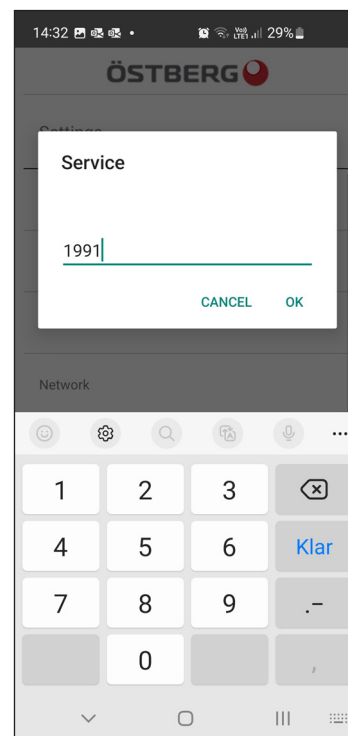 14:32 29%
ÖSTBERG
Settings
Service
1991
CANCEL OK
Network
1 2 3
4 5 6 Klar
7 8 9 .-
0 ,